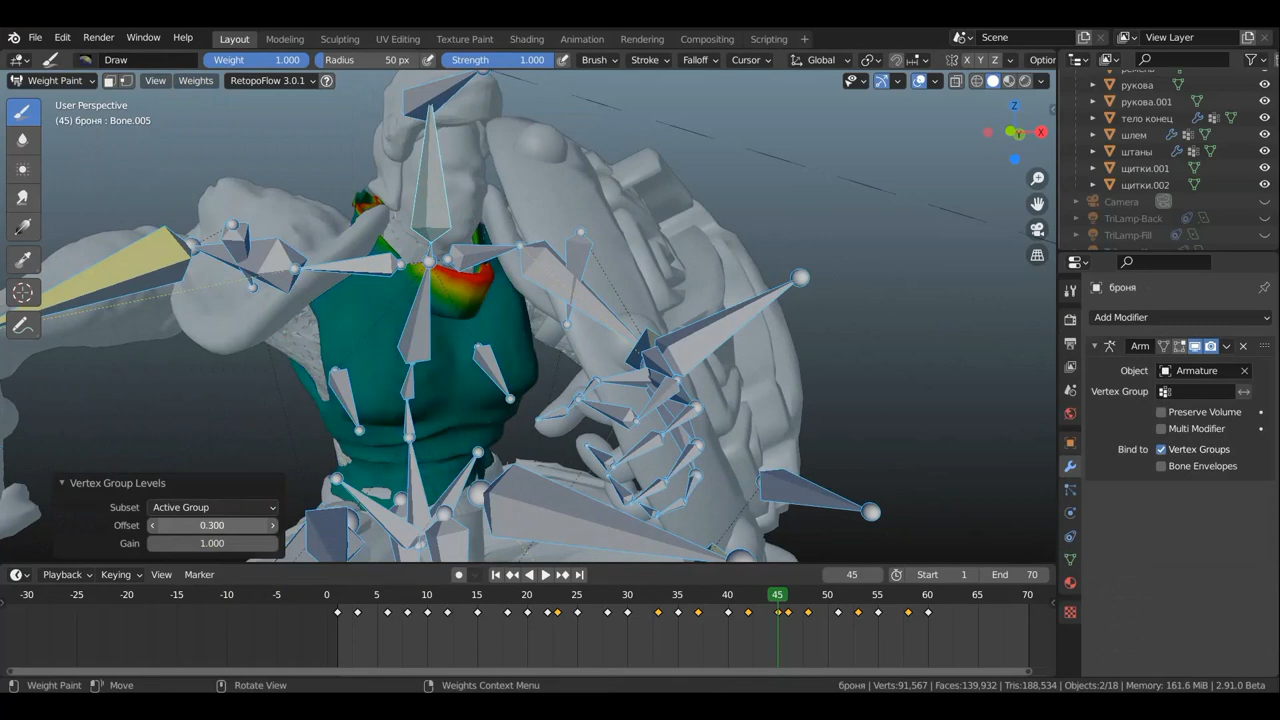 File Edit Render Window Help Layout Modeling Sculpting UV Editing Texture Paint Shading Animation Rendering Compositing Scripting + Scene View Layer
Draw Weight 1.000 Radius 50 px Strength 1.000 Brush Stroke Falloff Cursor Global X Y Z Option
Weight Paint View Weights RetopoFlow 3.0.1
User Perspective
(45) броня : Bone.005
Z
X
Y
рукова
рукова.001
тело конец
шлем
штаны
щитки.001
щитки.002
Camera
TriLamp-Back
TriLamp-Fill
броня
Add Modifier
Arm
Object Armature
Vertex Group
Preserve Volume
Multi Modifier
Bind to Vertex Groups
Bone Envelopes
Vertex Group Levels
Subset Active Group
Offset 0.300
Gain 1.000
Playback Keying View Marker 45 Start 1 End 70
-30 -25 -20 -15 -10 -5 0 5 10 15 20 25 30 35 40 45 50 55 60 65 70
Weight Paint Move Rotate View Weights Context Menu броня | Verts:91,567 | Faces:139,932 | Tris:188,534 | Objects:2/18 | Memory: 161.6 MiB | 2.91.0 Beta